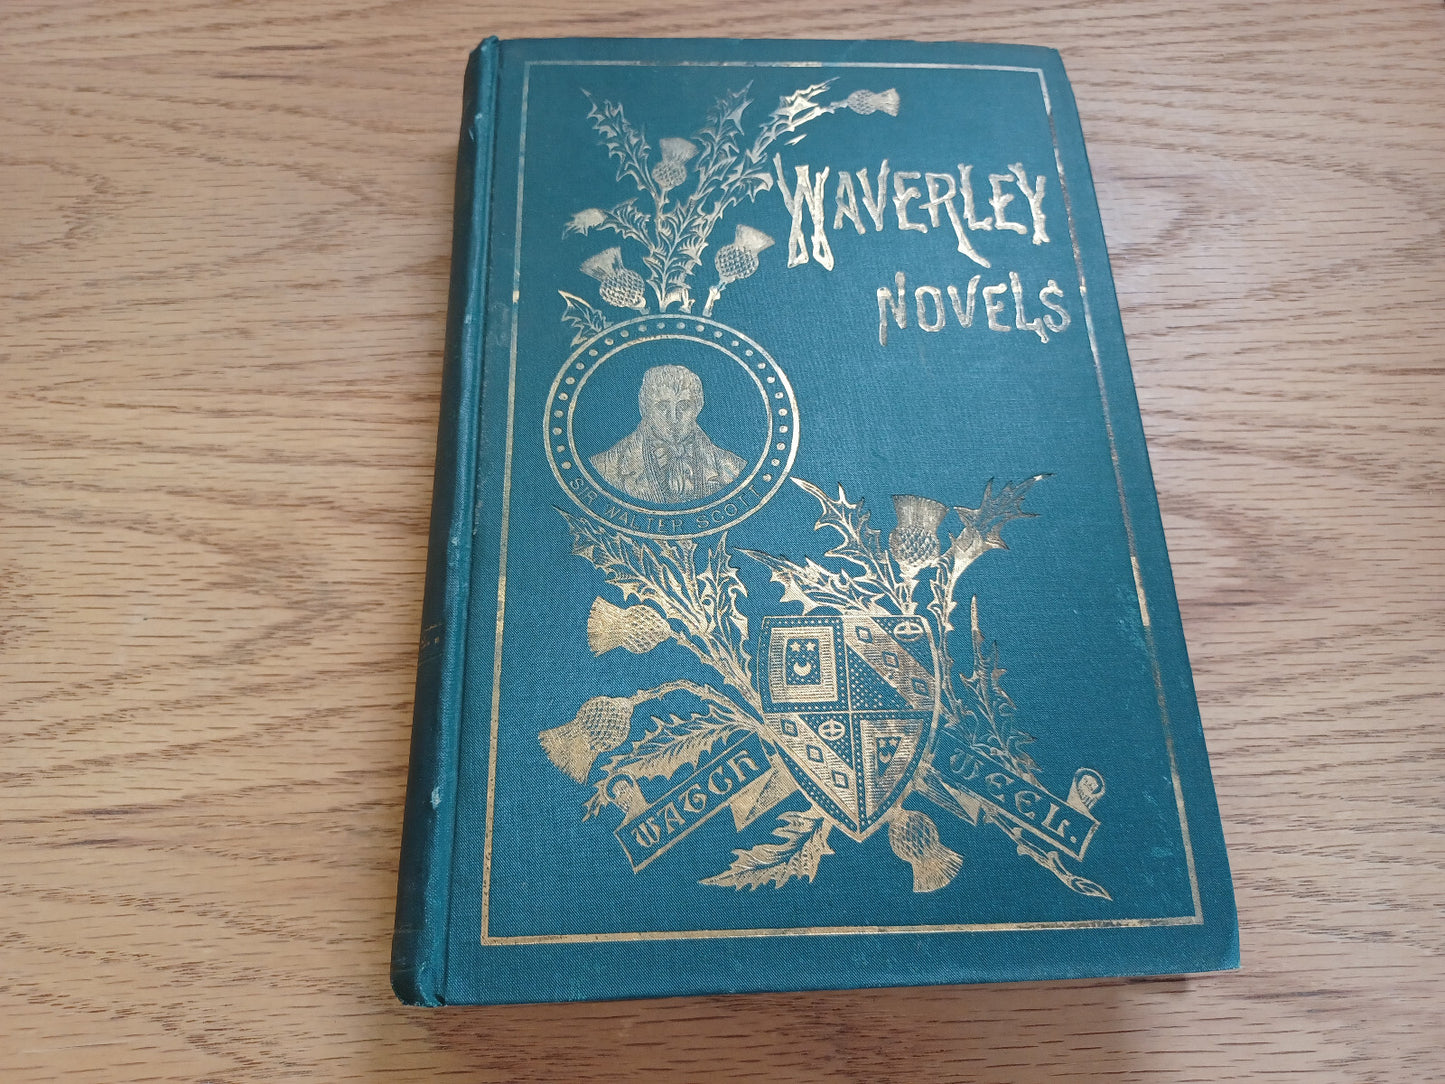 WAVERLEY
NOVELS
SIR WALTER SCOTT
WATCH WEEL.